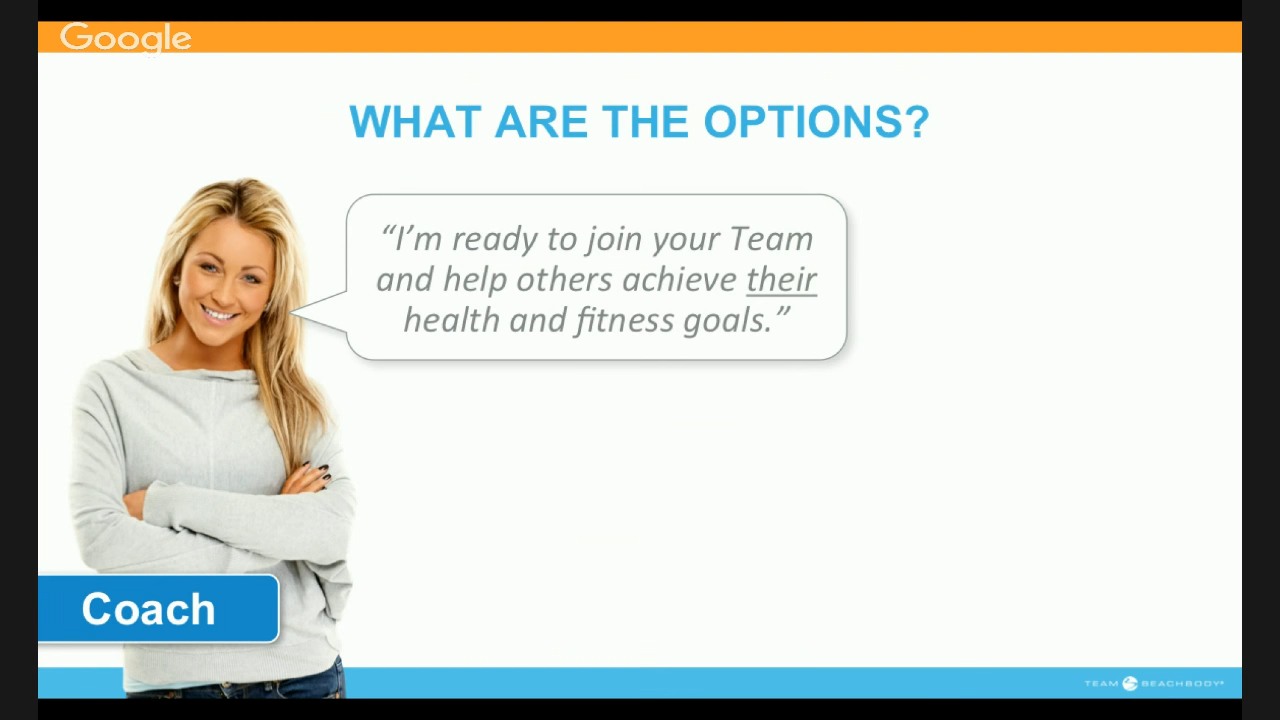 Google
WHAT ARE THE OPTIONS?
“I’m ready to join your Team
and help others achieve their
health and fitness goals.”
Coach
TEAM BEACHBODY®